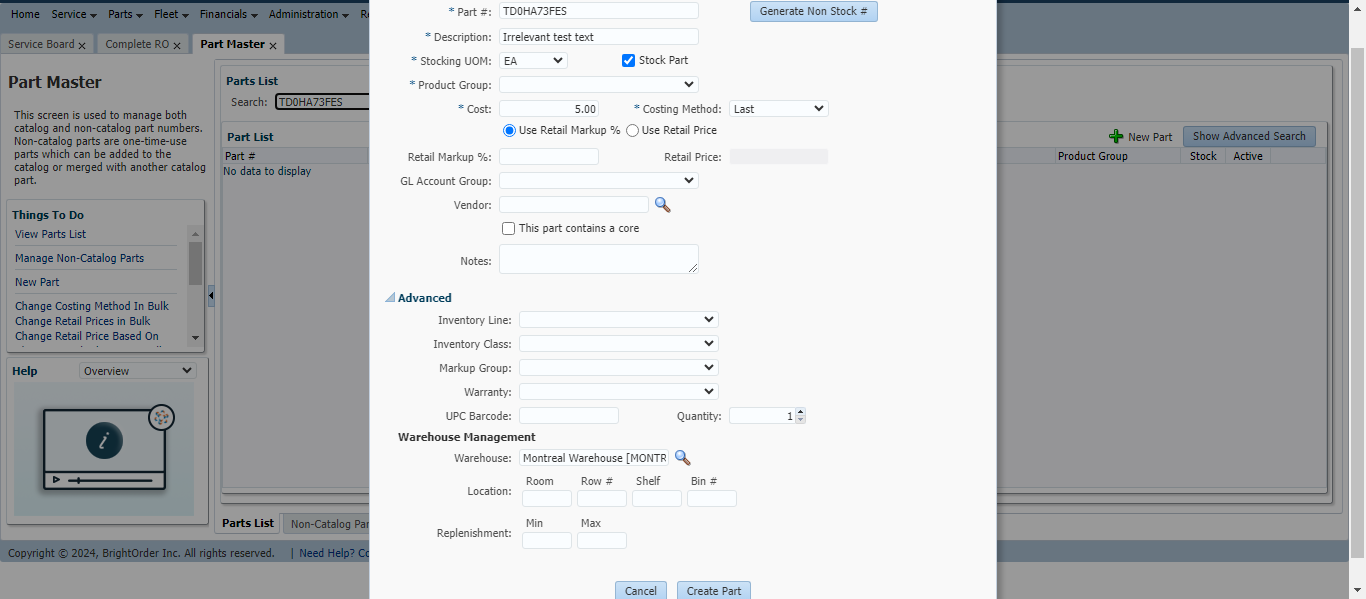 Home Service Parts Fleet Financials Administration
Service Board x Complete RO x Part Master x
Part Master
This screen is used to manage both
catalog and non-catalog part numbers.
Non-catalog parts are one-time-use
parts which can be added to the
catalog or merged with another catalog
part.
Things To Do
View Parts List
Manage Non-Catalog Parts
New Part
Change Costing Method In Bulk
Change Retail Prices in Bulk
Change Retail Price Based On
Help Overview
Parts List
Search: TD0HA73FES
Part List
Part #
No data to display
* Part #: TD0HA73FES Generate Non Stock #
* Description: Irrelevant test text
* Stocking UOM: EA Stock Part
* Product Group:
* Cost: 5.00 * Costing Method: Last
Use Retail Markup % Use Retail Price
Retail Markup %: Retail Price:
GL Account Group:
Vendor:
This part contains a core
Notes:
Advanced
Inventory Line:
Inventory Class:
Markup Group:
Warranty:
UPC Barcode: Quantity: 1
Warehouse Management
Warehouse: Montreal Warehouse [MONTR
Room Row # Shelf Bin #
Location:
Min Max
Replenishment:
Cancel Create Part
New Part Show Advanced Search
Product Group Stock Active
Parts List Non-Catalog Par
Copyright © 2024, BrightOrder Inc. All rights reserved. | Need Help? Co